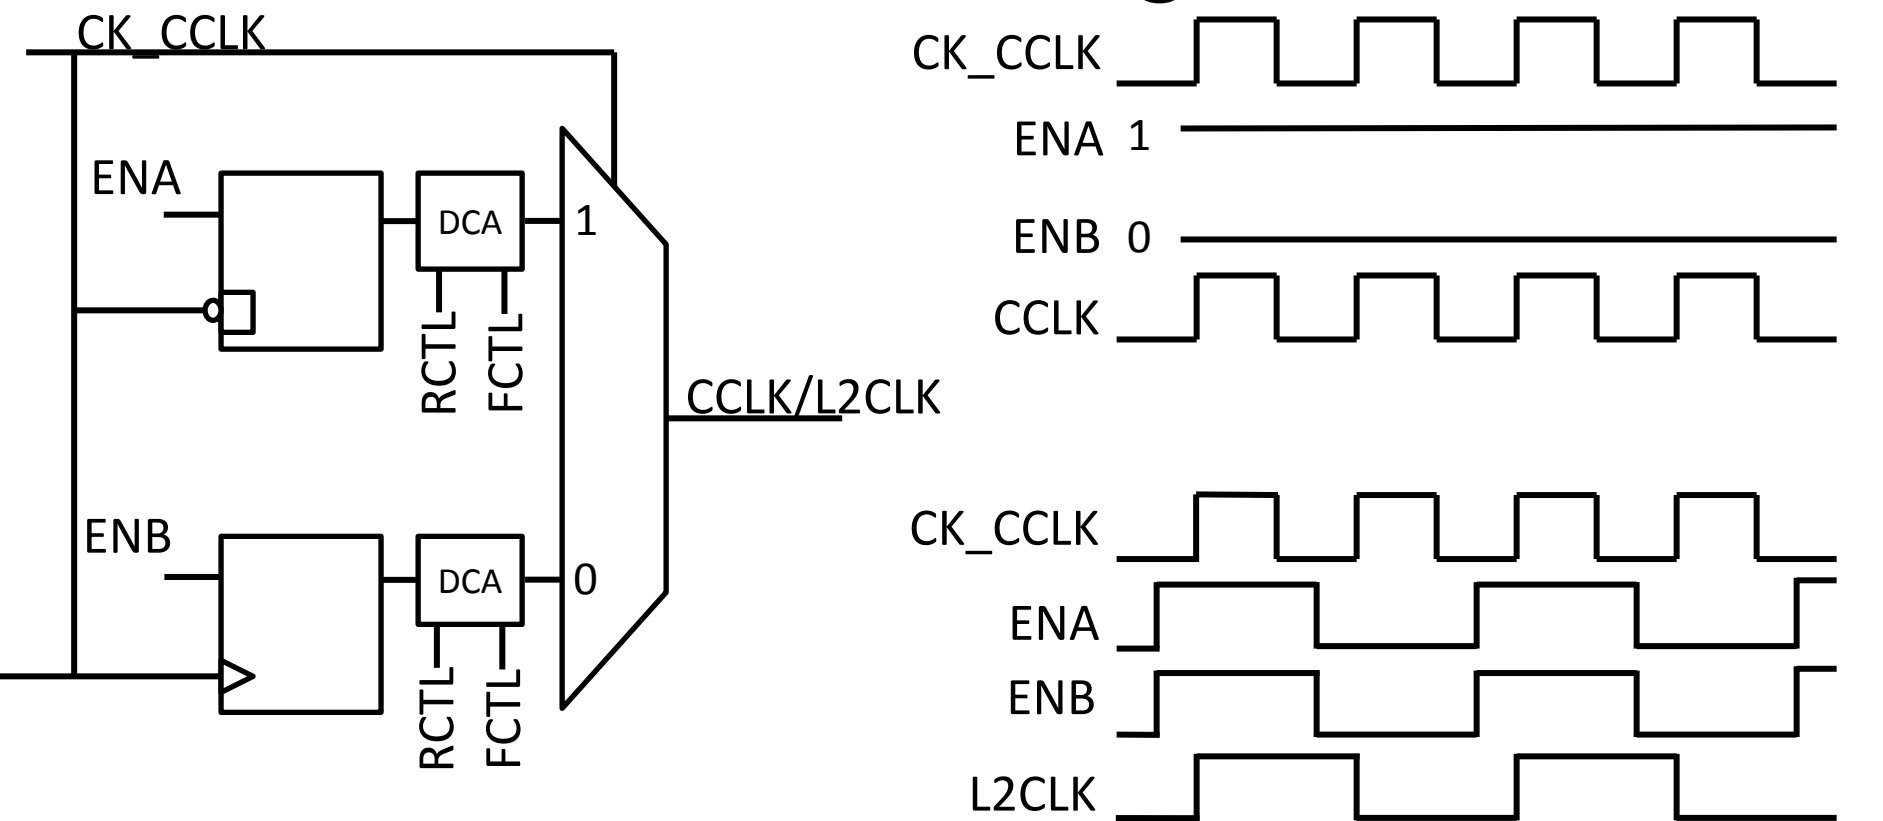 CK_CCLK
ENA
DCA
1
RCTL
FCTL
CCLK/L2CLK
ENB
DCA
0
RCTL
FCTL
CK_CCLK
ENA 1
ENB 0
CCLK
CK_CCLK
ENA
ENB
L2CLK